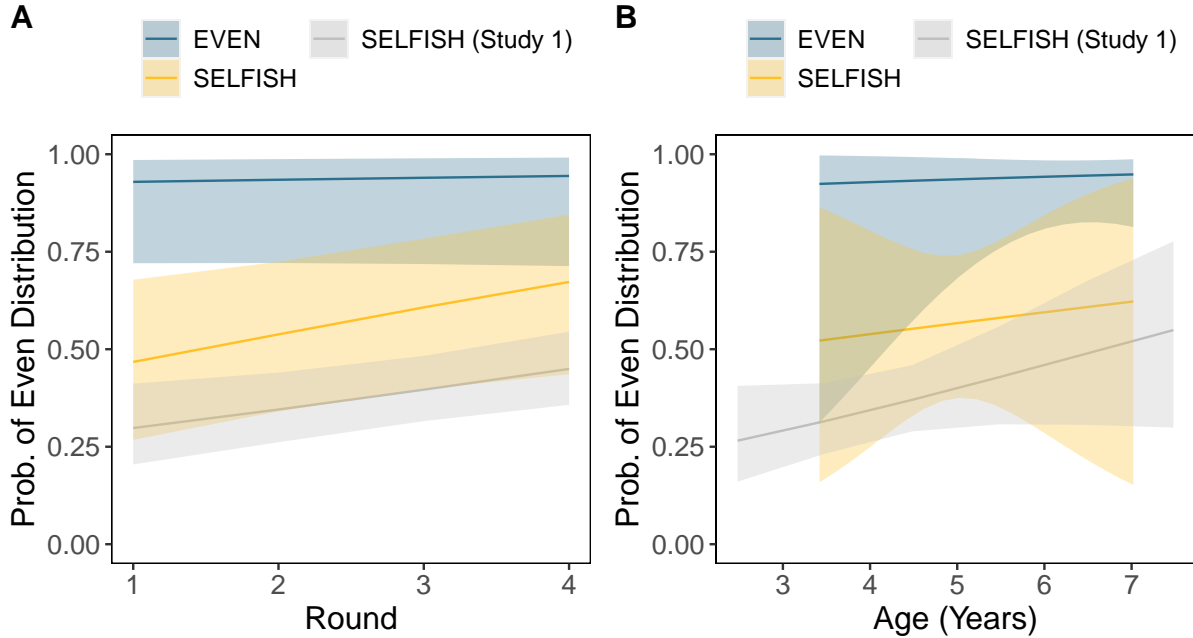 A
EVEN
SELFISH (Study 1)
SELFISH
Prob. of Even Distribution
1.00
0.75
0.50
0.25
0.00
1
2
3
4
Round
B
EVEN
SELFISH (Study 1)
SELFISH
Prob. of Even Distribution
1.00
0.75
0.50
0.25
0.00
3
4
5
6
7
Age (Years)